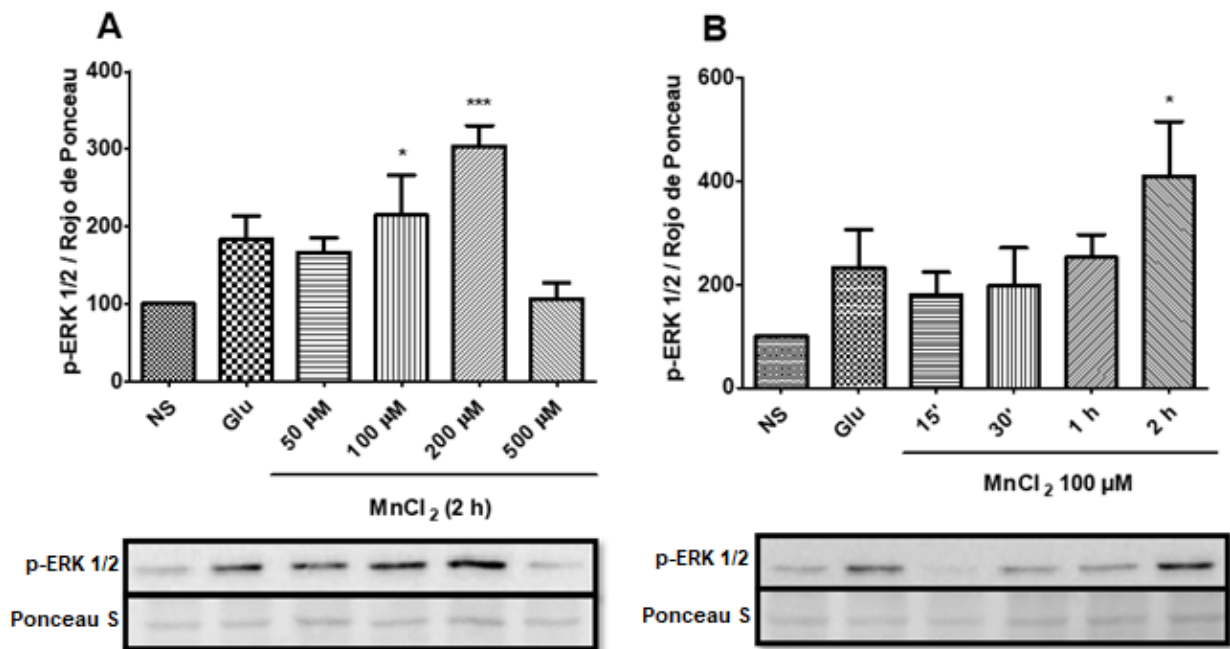 A
p-ERK 1/2 / Rojo de Ponceau
400
300
200
100
0
*
***
NS
Glu
50 µM
100 µM
200 µM
500 µM
MnCl2 (2 h)
p-ERK 1/2
Ponceau S
B
p-ERK 1/2 / Rojo de Ponceau
600
400
200
0
*
NS
Glu
15'
30'
1 h
2 h
MnCl2 100 µM
p-ERK 1/2
Ponceau S